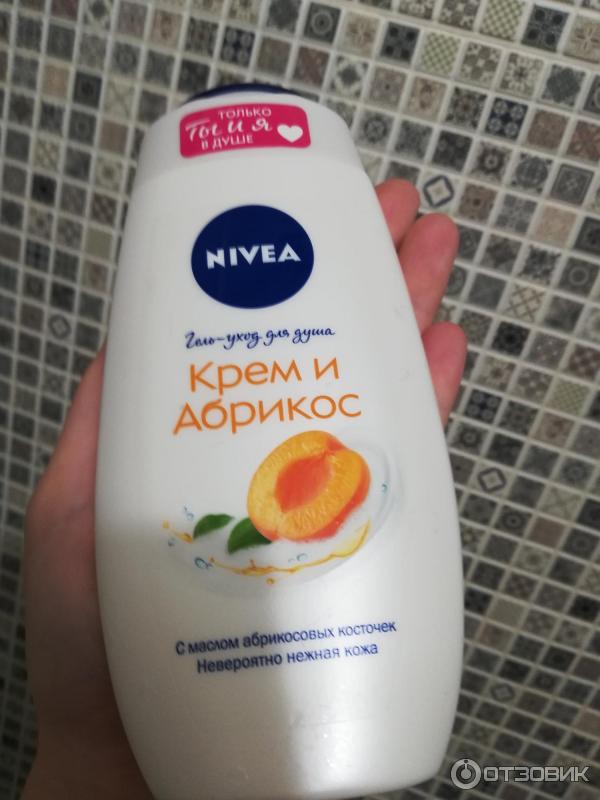 ТОЛЬКО
Ты и я
В ДУШЕ
NIVEA
Гель-уход для душа
Крем и
Абрикос
С маслом абрикосовых косточек
Невероятно нежная кожа
ОТЗОВИК